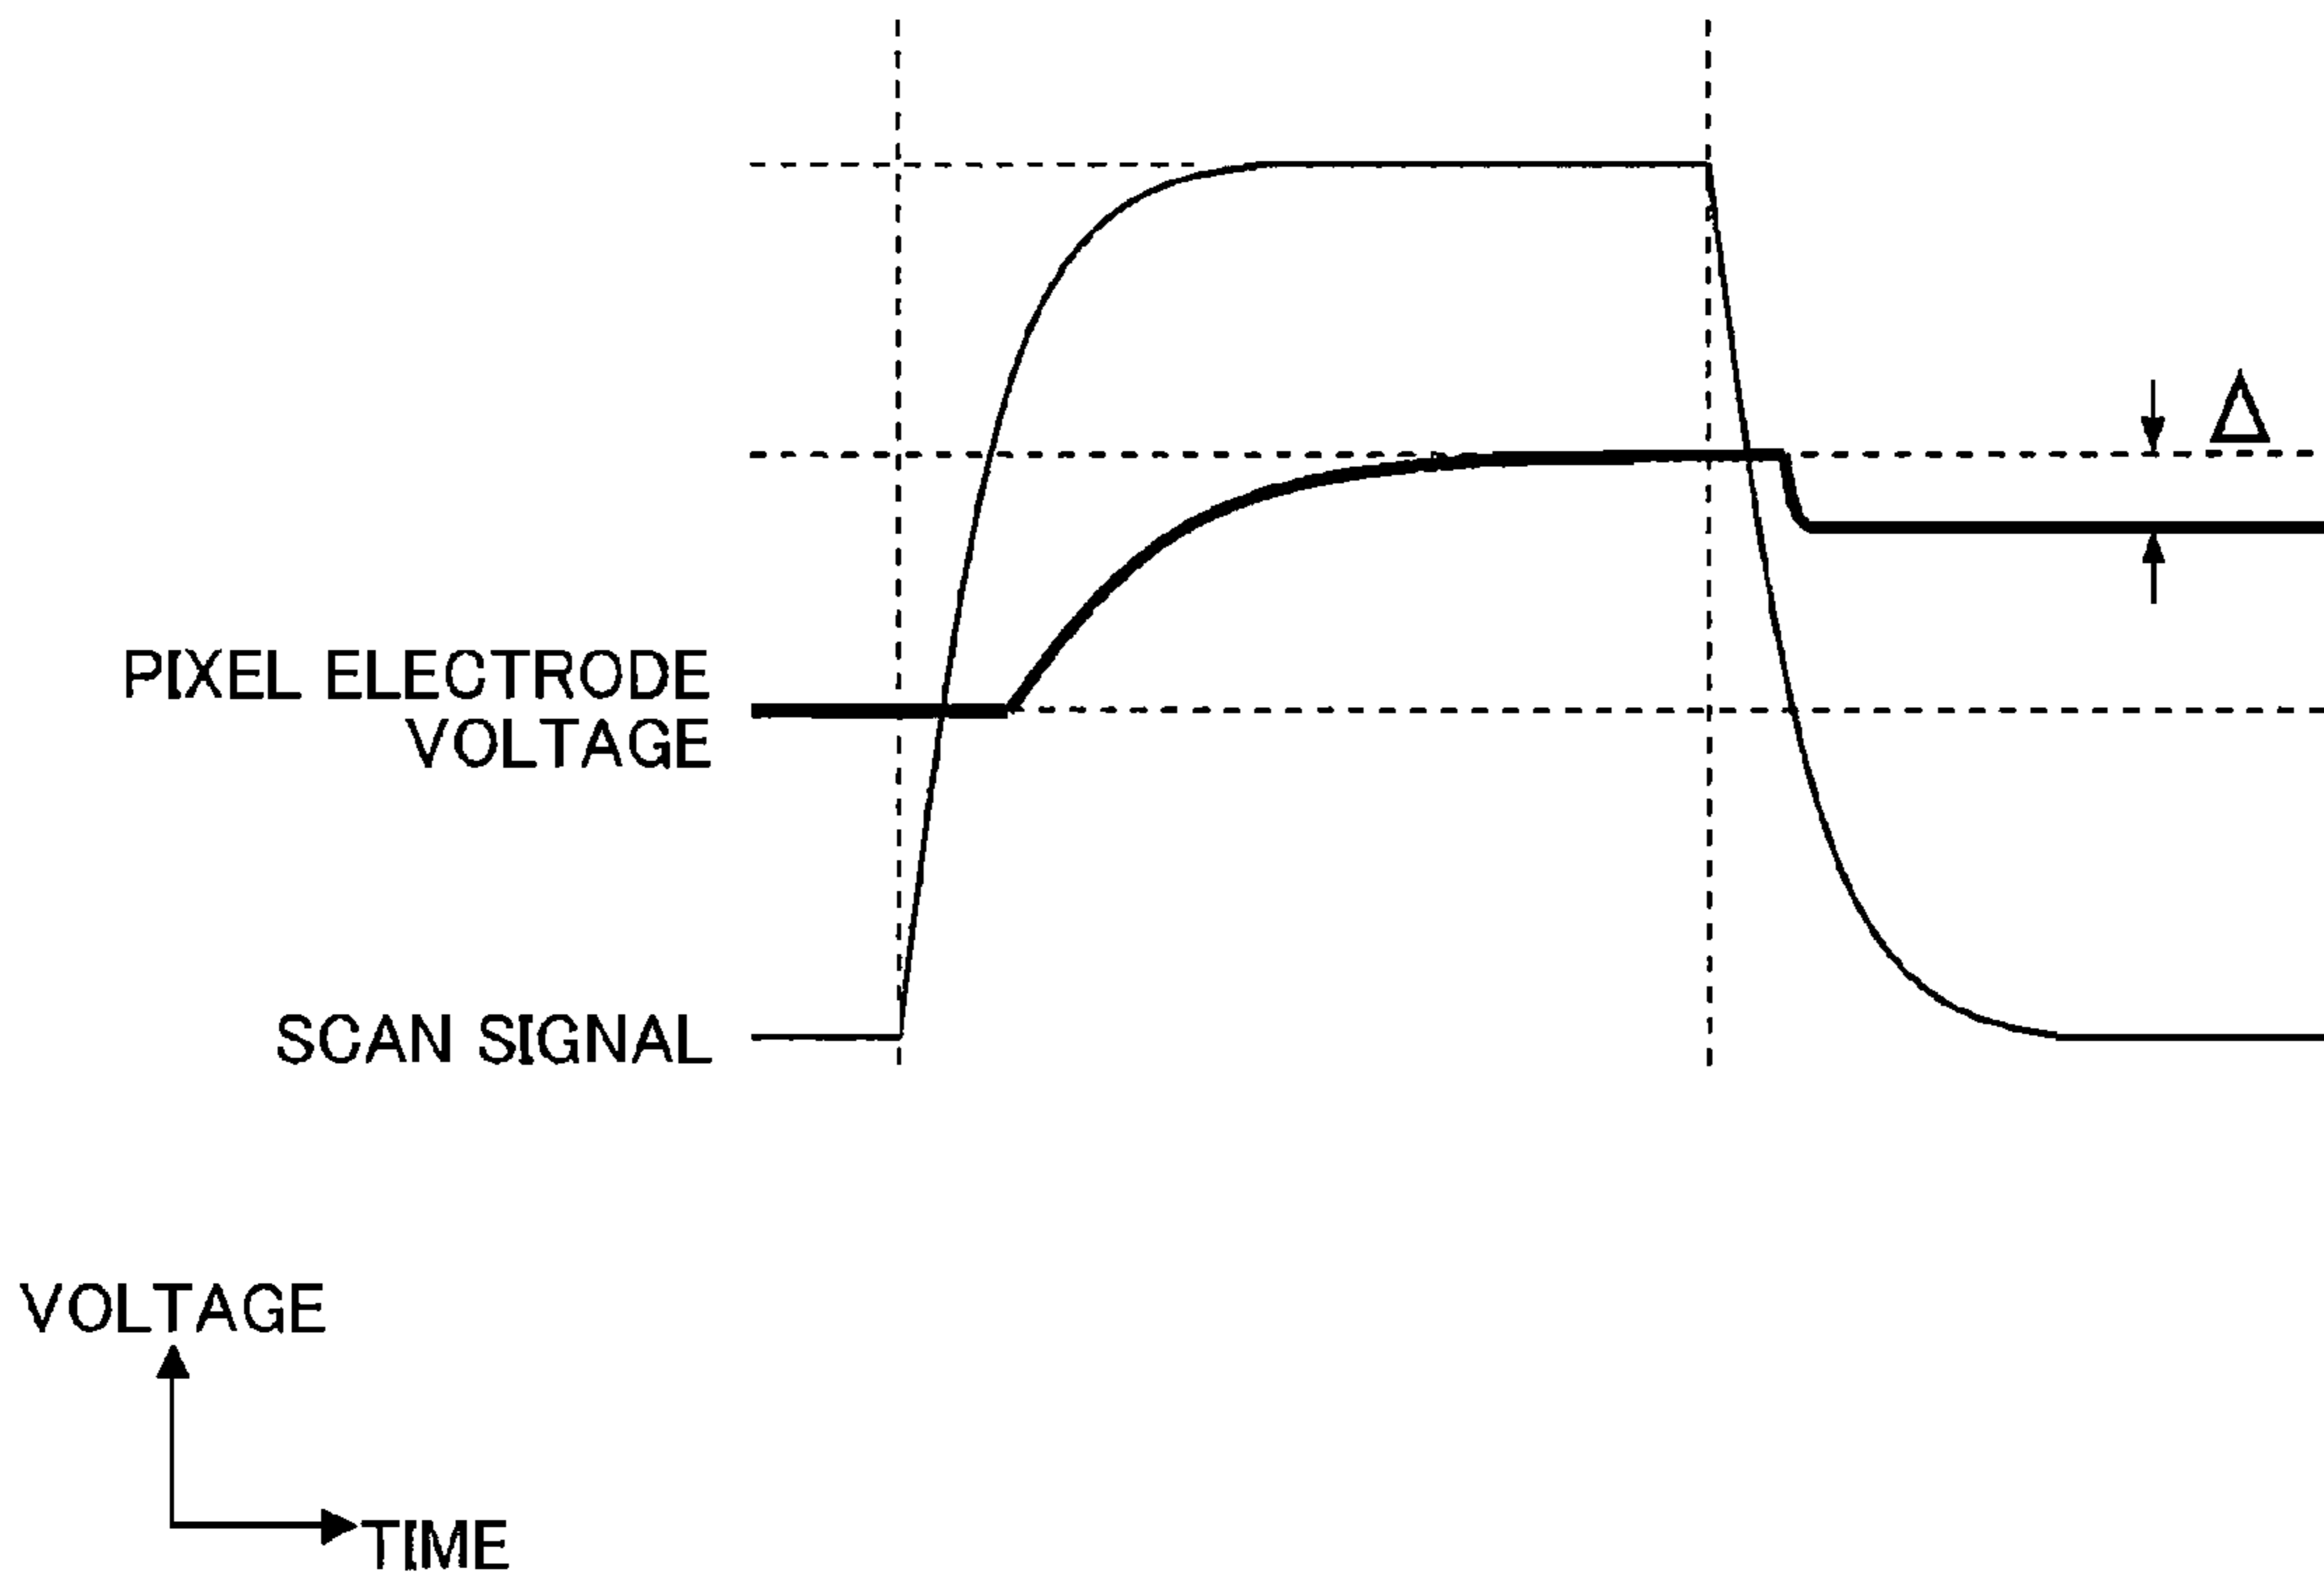 Δ
PIXEL ELECTRODE
VOLTAGE
SCAN SIGNAL
VOLTAGE
TIME